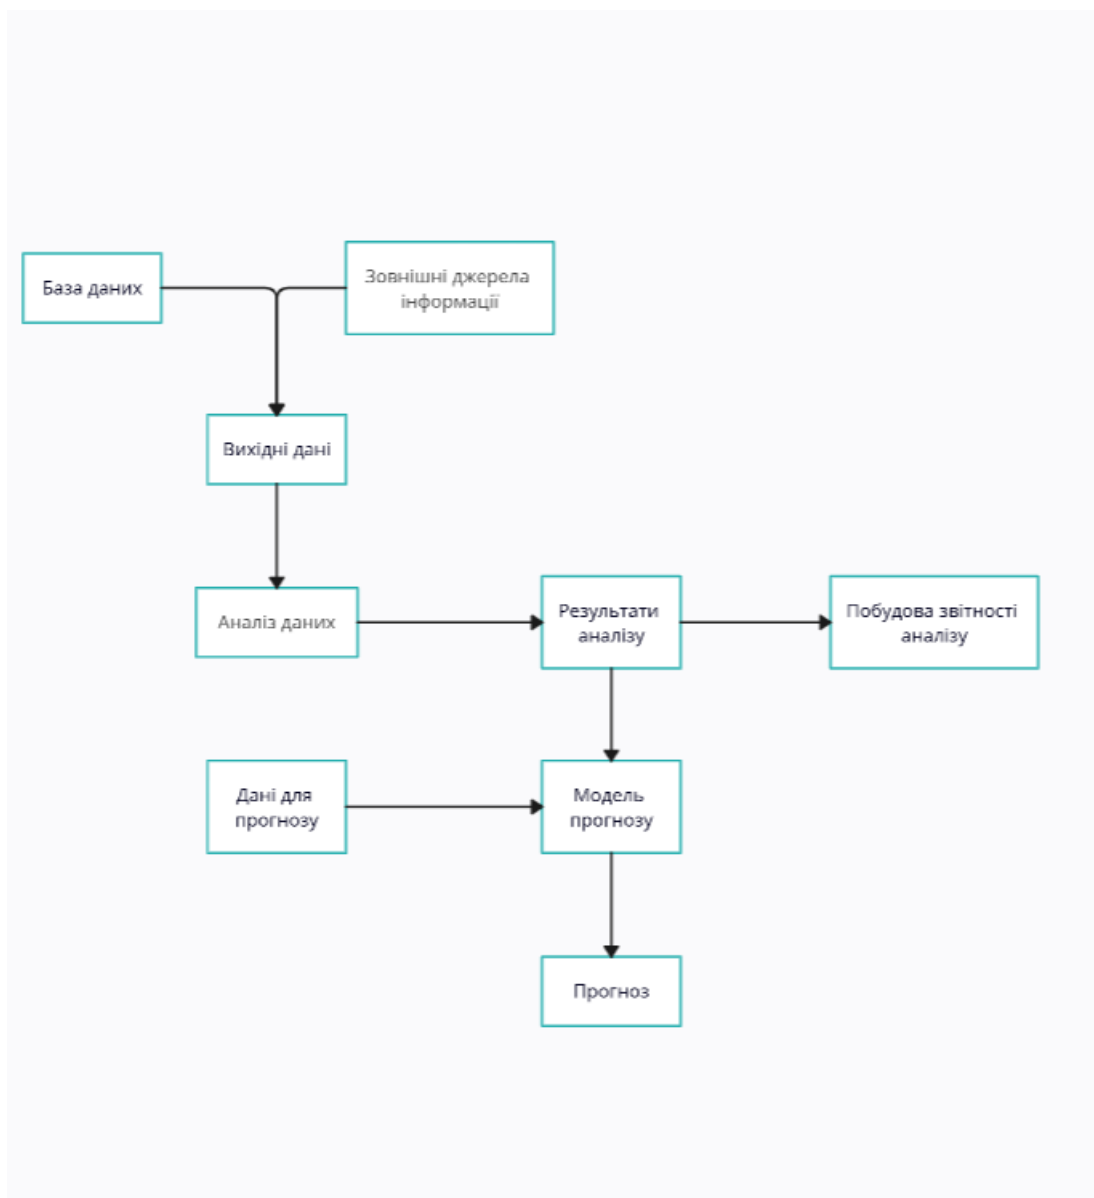 База даних
Зовнішні джерела
інформації
Вихідні дані
Аналіз даних
Результати
аналізу
Побудова звітності
аналізу
Дані для
прогнозу
Модель
прогнозу
Прогноз